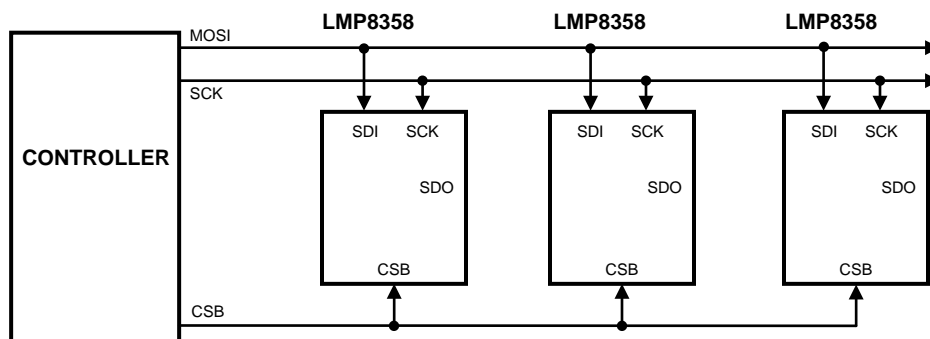 LMP8358 LMP8358 LMP8358
MOSI
SCK
SDI SCK SDI SCK SDI SCK
CONTROLLER
SDO SDO SDO
CSB CSB CSB
CSB